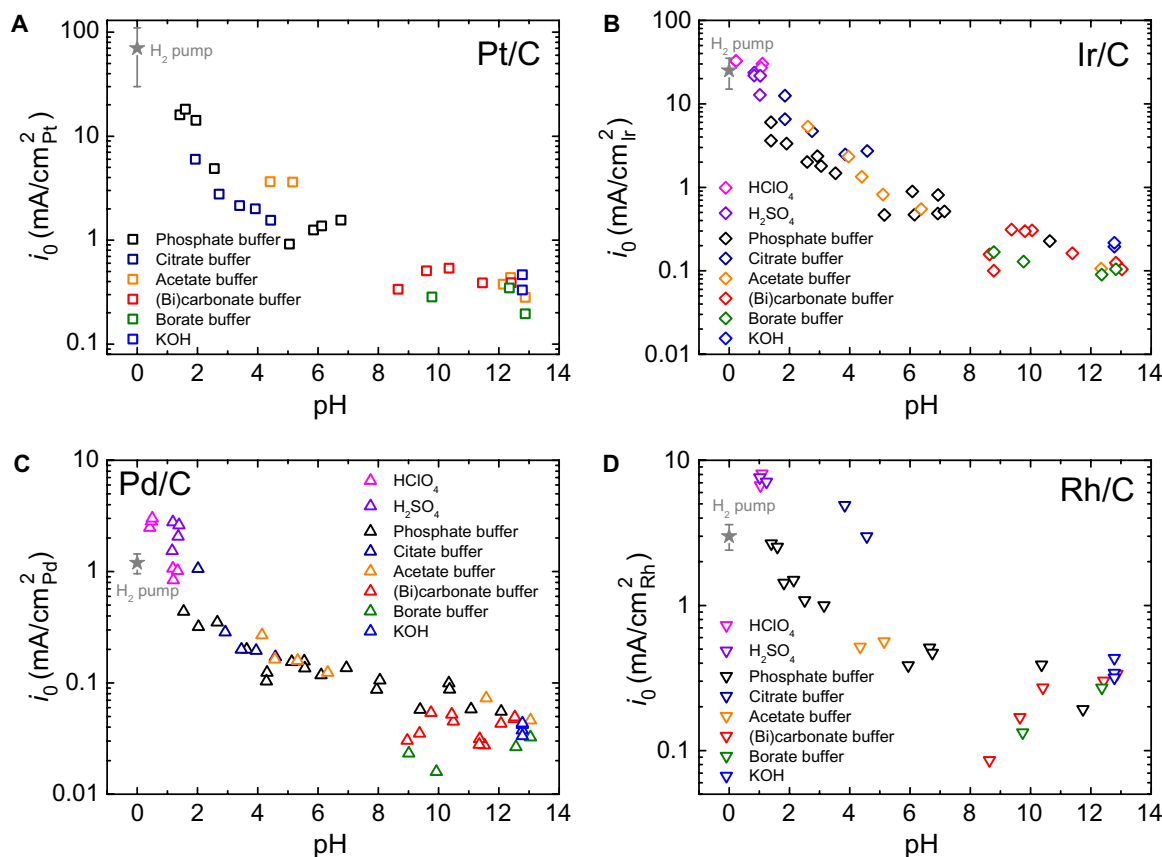 A
Pt/C
H₂ pump
100
10
1
0.1
i₀ (mA/cm²Pt)
Phosphate buffer
Citrate buffer
Acetate buffer
(Bi)carbonate buffer
Borate buffer
KOH
0 2 4 6 8 10 12 14
pH
B
Ir/C
H₂ pump
100
10
1
0.1
0.01
i₀ (mA/cm²Ir)
HClO₄
H₂SO₄
Phosphate buffer
Citrate buffer
Acetate buffer
(Bi)carbonate buffer
Borate buffer
KOH
0 2 4 6 8 10 12 14
pH
C
Pd/C
H₂ pump
10
1
0.1
0.01
i₀ (mA/cm²Pd)
HClO₄
H₂SO₄
Phosphate buffer
Citate buffer
Acetate buffer
(Bi)carbonate buffer
Borate buffer
KOH
0 2 4 6 8 10 12 14
pH
D
Rh/C
H₂ pump
10
1
0.1
i₀ (mA/cm²Rh)
HClO₄
H₂SO₄
Phosphate buffer
Citrate buffer
Acetate buffer
(Bi)carbonate buffer
Borate buffer
KOH
0 2 4 6 8 10 12 14
pH